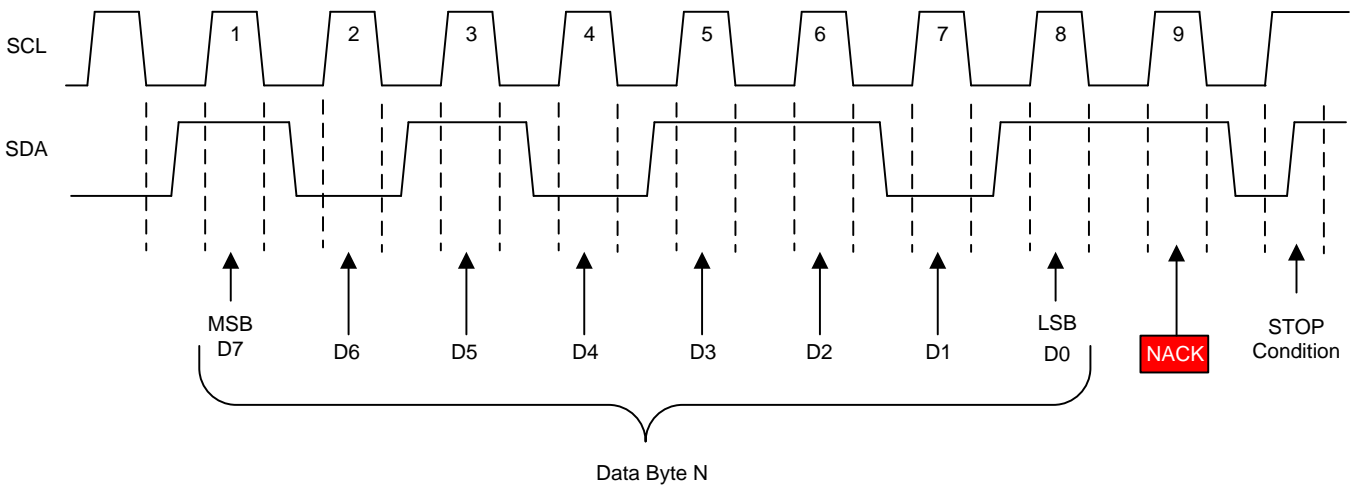 SCL
1 2 3 4 5 6 7 8 9
SDA
MSB
D7 D6 D5 D4 D3 D2 D1
LSB
D0
NACK
STOP
Condition
Data Byte N